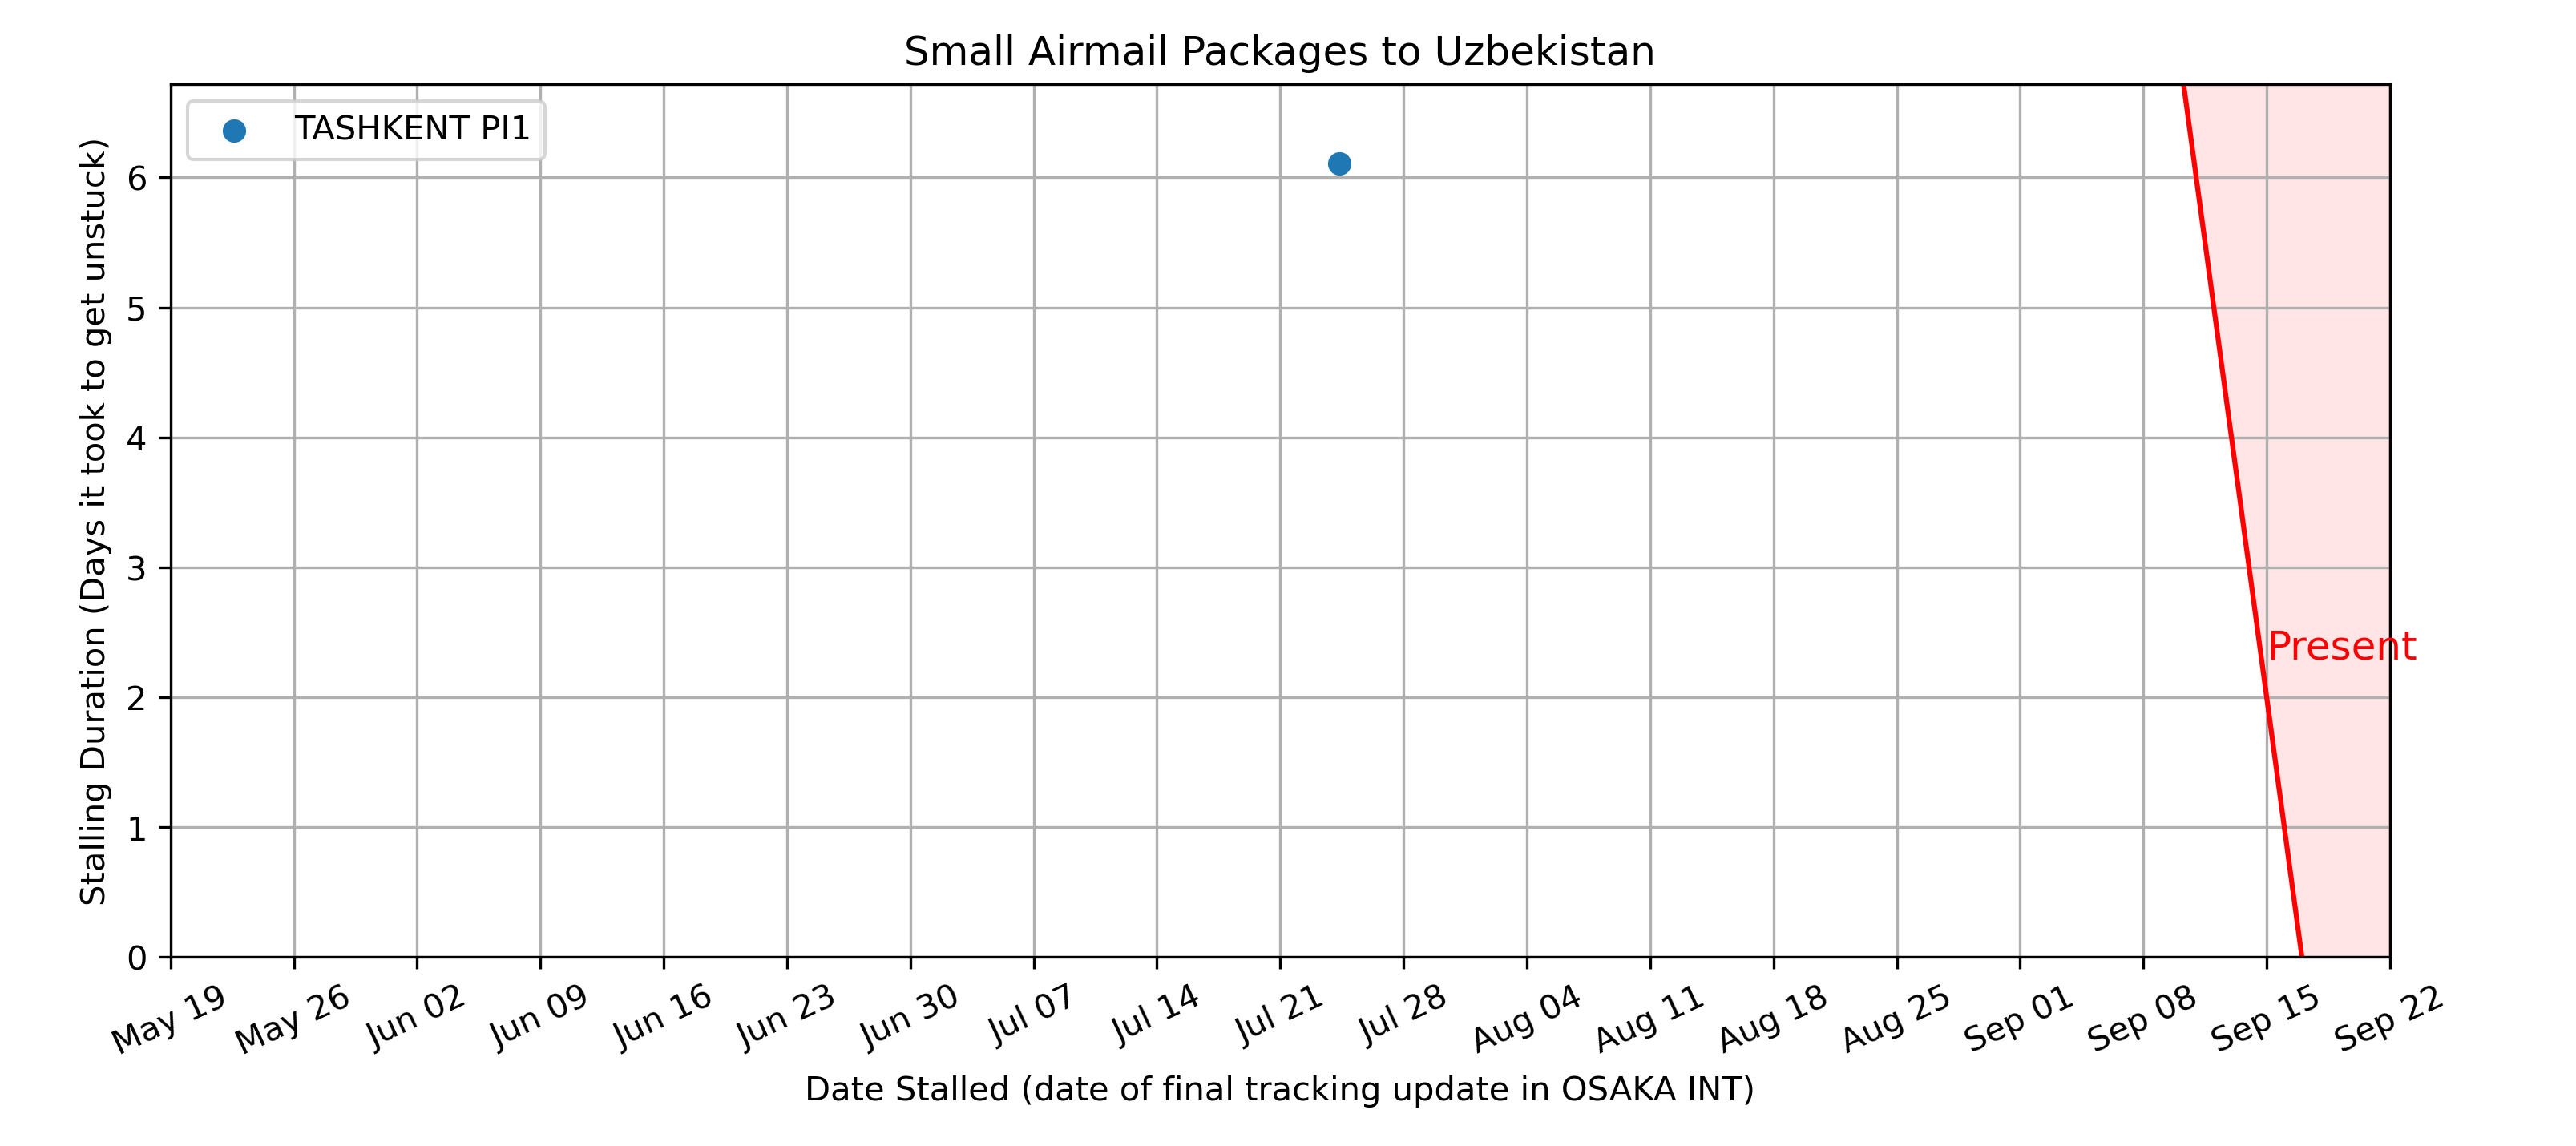 Small Airmail Packages to Uzbekistan
TASHKENT PI1
Stalling Duration (Days it took to get unstuck)
6
5
4
3
2
1
0
Present
May 19
May 26
Jun 02
Jun 09
Jun 16
Jun 23
Jun 30
Jul 07
Jul 14
Jul 21
Jul 28
Aug 04
Aug 11
Aug 18
Aug 25
Sep 01
Sep 08
Sep 15
Sep 22
Date Stalled (date of final tracking update in OSAKA INT)